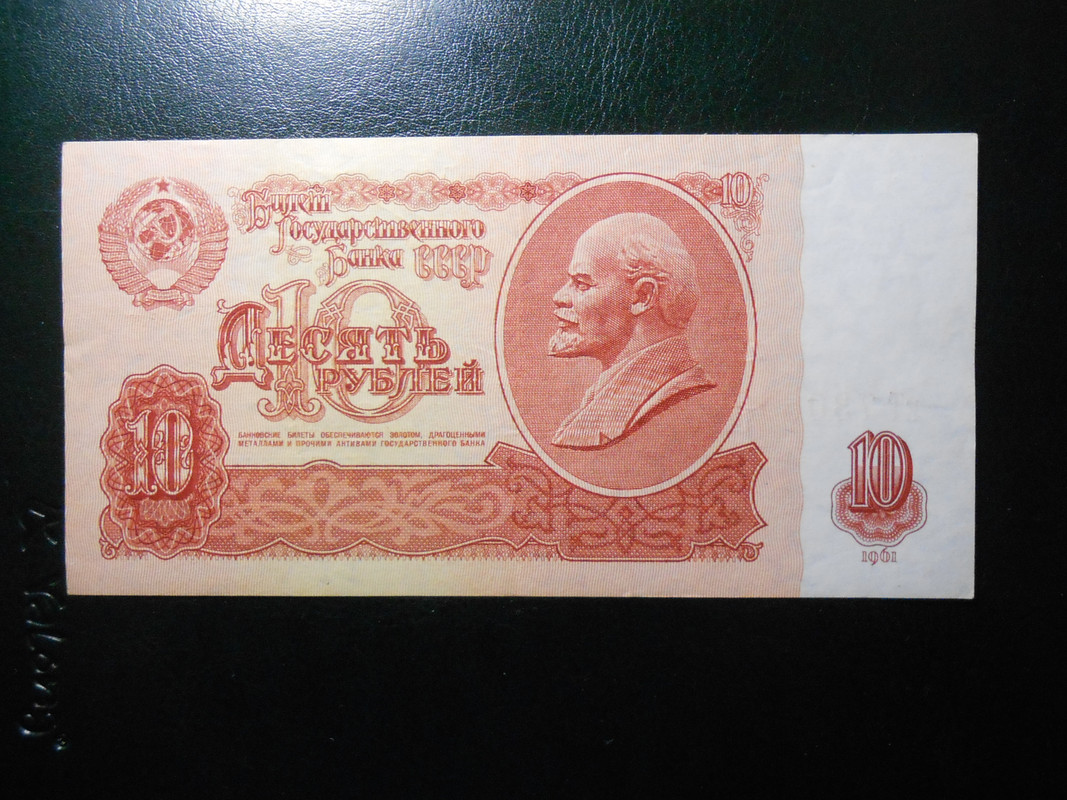 Билет
Государственного
Банка СССР
10
10
Десять
рублей
БАНКОВСКИЕ БИЛЕТЫ ОБЕСПЕЧИВАЮТСЯ ЗОЛОТОМ, ДРАГОЦЕННЫМИ
МЕТАЛЛАМИ И ПРОЧИМИ АКТИВАМИ ГОСУДАРСТВЕННОГО БАНКА
10
10
1961